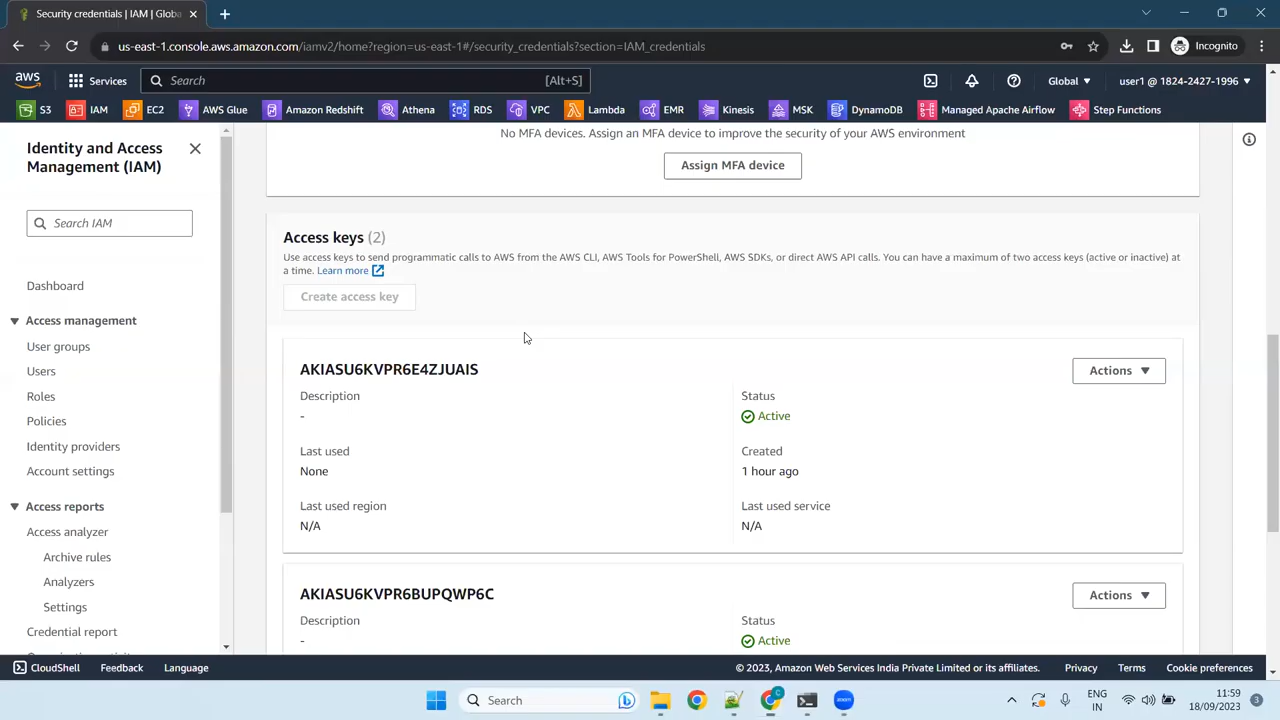 Security credentials | IAM | Globa
us-east-1.console.aws.amazon.com/iamv2/home?region=us-east-1#/security_credentials?section=IAM_credentials
Incognito
aws
Services
Search
[Alt+S]
Global
user1 @ 1824-2427-1996
S3
IAM
EC2
AWS Glue
Amazon Redshift
Athena
RDS
VPC
Lambda
EMR
Kinesis
MSK
DynamoDB
Managed Apache Airflow
Step Functions
Identity and Access
Management (IAM)
Search IAM
Dashboard
Access management
User groups
Users
Roles
Policies
Identity providers
Account settings
Access reports
Access analyzer
Archive rules
Analyzers
Settings
Credential report
No MFA devices. Assign an MFA device to improve the security of your AWS environment
Assign MFA device
Access keys (2)
Use access keys to send programmatic calls to AWS from the AWS CLI, AWS Tools for PowerShell, AWS SDKs, or direct AWS API calls. You can have a maximum of two access keys (active or inactive) at
a time. Learn more
Create access key
AKIASU6KVPR6E4ZJUAIS
Actions
Description
-
Status
Active
Last used
None
Created
1 hour ago
Last used region
N/A
Last used service
N/A
AKIASU6KVPR6BUPQWP6C
Actions
Description
-
Status
Active
CloudShell
Feedback
Language
© 2023, Amazon Web Services India Private Limited or its affiliates.
Privacy
Terms
Cookie preferences
Search
zoom
ENG
IN
11:59
18/09/2023
3